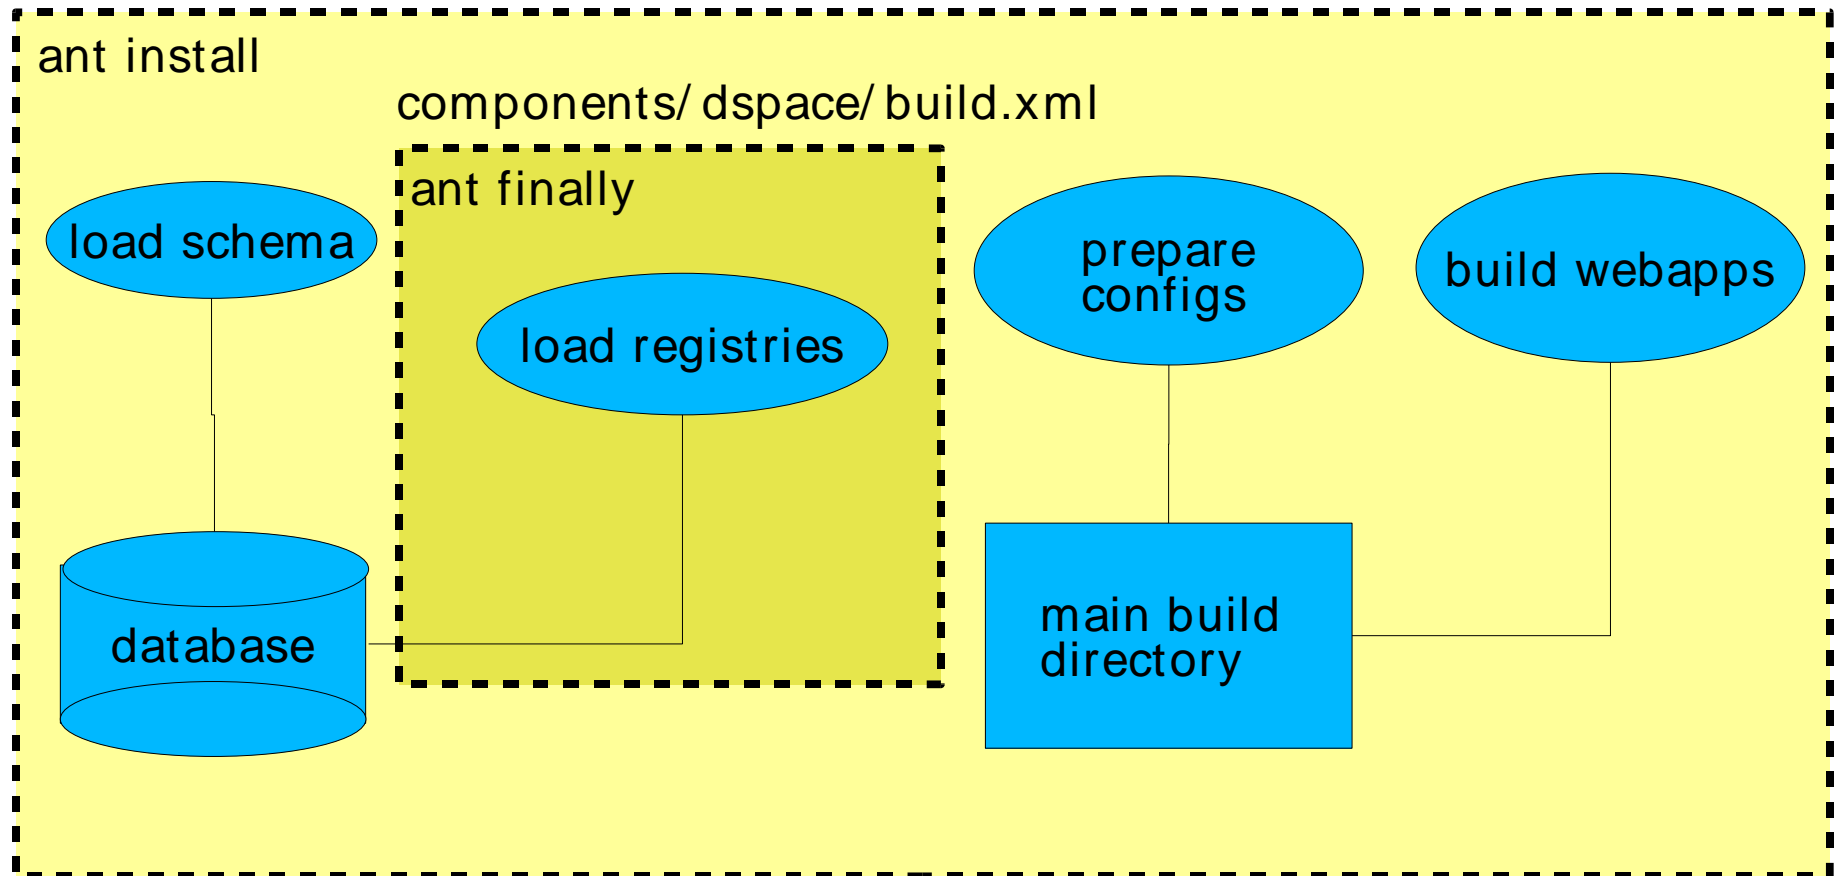 ant install
components/dspace/build.xml
ant finally
load schema
load registries
prepare
configs
build webapps
database
main build
directory